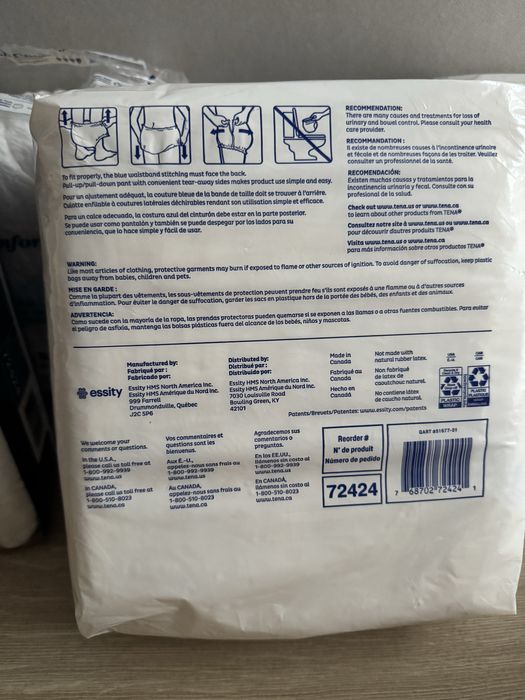 RECOMMENDATION:
There are many causes and treatments for loss of
urinary and bowel control. Please consult your health
care provider.
RECOMMANDATION :
Il existe de nombreuses causes à l'incontinence urinaire
et fécale et de nombreuses façons de les traiter. Veuillez
consulter un professionnel de la santé.
RECOMENDACIÓN:
Existen muchas causas y tratamientos para la
incontinencia urinaria y fecal. Consulte con su
profesional de la salud.
Check out www.tena.us or www.tena.ca
to learn about other products from TENA®
Consultez notre site à www.tena.us ou www.tena.ca
pour découvrir d'autres produits TENA®
Visita www.tena.us o www.tena.ca
para más información sobre otros productos TENA®
To fit properly, the blue waistband stitching must face the back.
Pull-up/pull-down pant with convenient tear-away sides makes product use simple and easy.
Pour un ajustement adéquat, la couture bleue de la bande de taille doit se trouver à l'arrière.
Culotte enfilable à coutures latérales déchirables rendant son utilisation simple et efficace.
Para un calce adecuado, la costura azul del cinturón debe estar en la parte posterior.
Se puede usar como pantalón y también se puede despegar por los lados para su
conveniencia, lo que lo hace simple y fácil de usar.
WARNING:
Like most articles of clothing, protective garments may burn if exposed to flame or other sources of ignition. To avoid danger of suffocation, keep plastic
bags away from babies, children and pets.
MISE EN GARDE :
Comme la plupart des vêtements, les sous-vêtements de protection peuvent prendre feu s'ils sont exposés à une flamme ou à d'autres sources
d'inflammation. Pour éviter le danger de suffocation, garder les sacs en plastique hors de la portée des bébés, des enfants et des animaux.
ADVERTENCIA:
Como sucede con la mayoría de la ropa, las prendas protectoras pueden quemarse si se exponen a las llamas o a otras fuentes combustibles. Para evitar
el peligro de asfixia, mantenga las bolsas plásticas fuera del alcance de los bebés, niños y mascotas.
essity
Manufactured by:
Fabriqué par :
Fabricado por:
Essity HMS North America Inc.
Essity HMS Amérique du Nord Inc.
999 Farrell
Drummondville, Québec
J2C 5P6
Distributed by:
Distribué par :
Distribuido por:
Essity HMS North America Inc.
Essity HMS Amérique du Nord Inc.
7030 Louisville Road
Bowling Green, KY
42101
Made in
Canada
Fabriqué au
Canada
Hecho en
Canadá
Not made with
natural rubber latex.
Non fabriqué
de latex de
caoutchouc naturel.
No contiene látex
de caucho natural.
Patents/Brevets/Patentes: www.essity.com/patents
We welcome your
comments or questions.
In the U.S.A.,
please call us toll free at
1-800-992-9939
www.tena.us
In CANADA,
please call us toll free at
1-800-510-8023
www.tena.ca
Vos commentaires et
questions sont les
bienvenus.
Aux É.-U.,
appelez-nous sans frais au
1-800-992-9939
www.tena.us
Au CANADA,
appelez-nous sans frais au
1-800-510-8023
www.tena.ca
Agradecemos sus
comentarios o
preguntas.
En los EE.UU.,
llámenos sin costo al
1-800-992-9939
www.tena.us
En CANADÁ,
llámenos sin costo al
1-800-510-8023
www.tena.ca
Reorder #
N° de produit
Número de pedido
72424
QART 051677-21
7 68702 72424 1